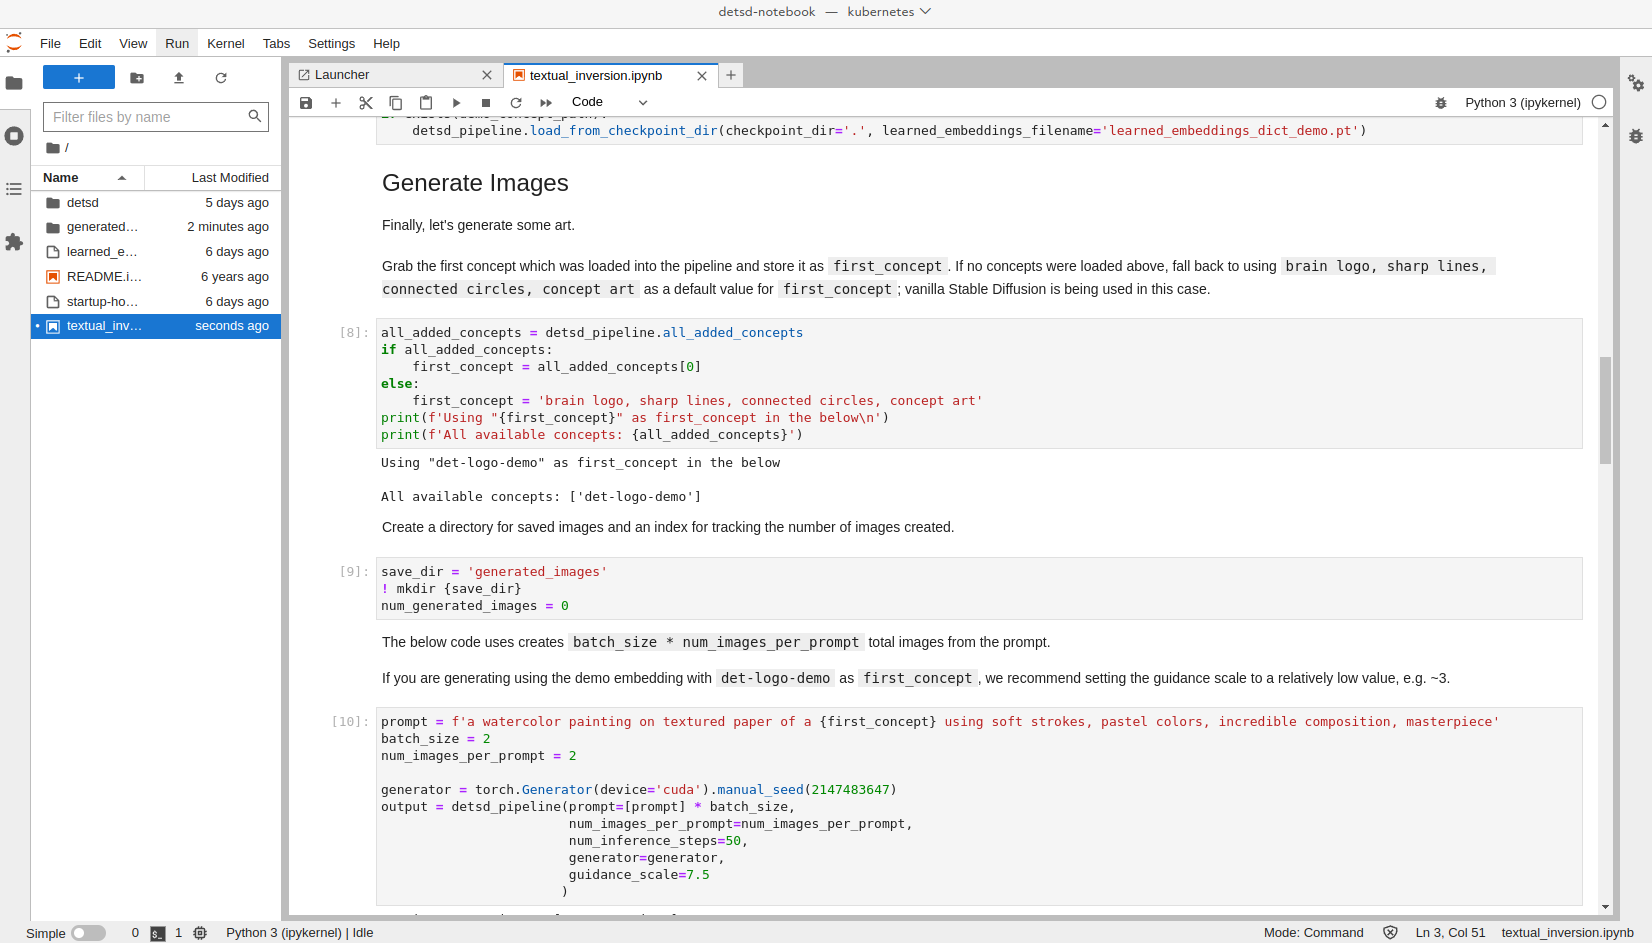 detsd-notebook — kubernetes
File Edit View Run Kernel Tabs Settings Help
Filter files by name
/
Name Last Modified
detsd 5 days ago
generated… 2 minutes ago
learned_e… 6 days ago
README.i… 6 years ago
startup-ho… 6 days ago
textual_inv… seconds ago
Launcher
textual_inversion.ipynb
Code
Python 3 (ipykernel)
detsd_pipeline.load_from_checkpoint_dir(checkpoint_dir='.', learned_embeddings_filename='learned_embeddings_dict_demo.pt')
Generate Images
Finally, let's generate some art.
Grab the first concept which was loaded into the pipeline and store it as first_concept. If no concepts were loaded above, fall back to using brain logo, sharp lines,
connected circles, concept art as a default value for first_concept; vanilla Stable Diffusion is being used in this case.
[8]: all_added_concepts = detsd_pipeline.all_added_concepts
if all_added_concepts:
first_concept = all_added_concepts[0]
else:
first_concept = 'brain logo, sharp lines, connected circles, concept art'
print(f'Using "{first_concept}" as first_concept in the below\n')
print(f'All available concepts: {all_added_concepts}')
Using "det-logo-demo" as first_concept in the below
All available concepts: ['det-logo-demo']
Create a directory for saved images and an index for tracking the number of images created.
[9]: save_dir = 'generated_images'
! mkdir {save_dir}
num_generated_images = 0
The below code uses creates batch_size * num_images_per_prompt total images from the prompt.
If you are generating using the demo embedding with det-logo-demo as first_concept, we recommend setting the guidance scale to a relatively low value, e.g. ~3.
[10]: prompt = f'a watercolor painting on textured paper of a {first_concept} using soft strokes, pastel colors, incredible composition, masterpiece'
batch_size = 2
num_images_per_prompt = 2
generator = torch.Generator(device='cuda').manual_seed(2147483647)
output = detsd_pipeline(prompt=[prompt] * batch_size,
num_images_per_prompt=num_images_per_prompt,
num_inference_steps=50,
generator=generator,
guidance_scale=7.5
)
Simple 0 $_ 1 Python 3 (ipykernel) | Idle Mode: Command Ln 3, Col 51 textual_inversion.ipynb